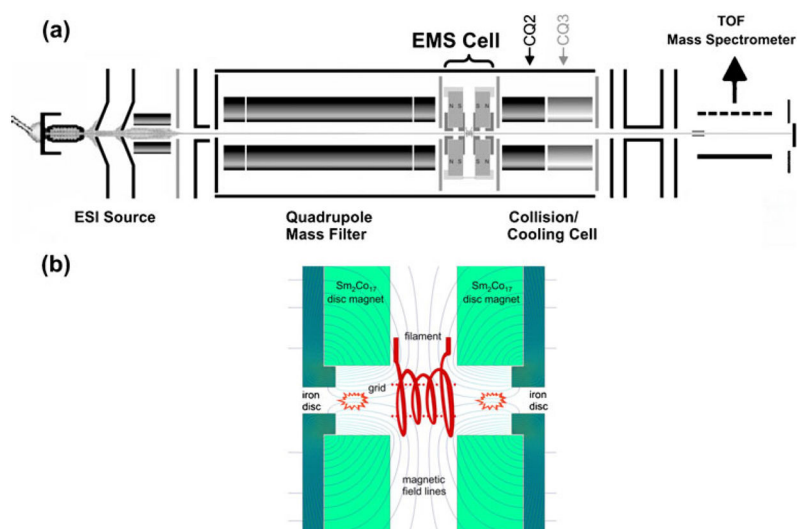 (a)
EMS Cell
CQ2
CQ3
TOF
Mass Spectrometer
N S
S N
N S
S N
ESI Source
Quadrupole
Mass Filter
Collision/
Cooling Cell
(b)
Sm₂Co₁₇
disc magnet
Sm₂Co₁₇
disc magnet
filament
grid
iron
disc
iron
disc
magnetic
field lines